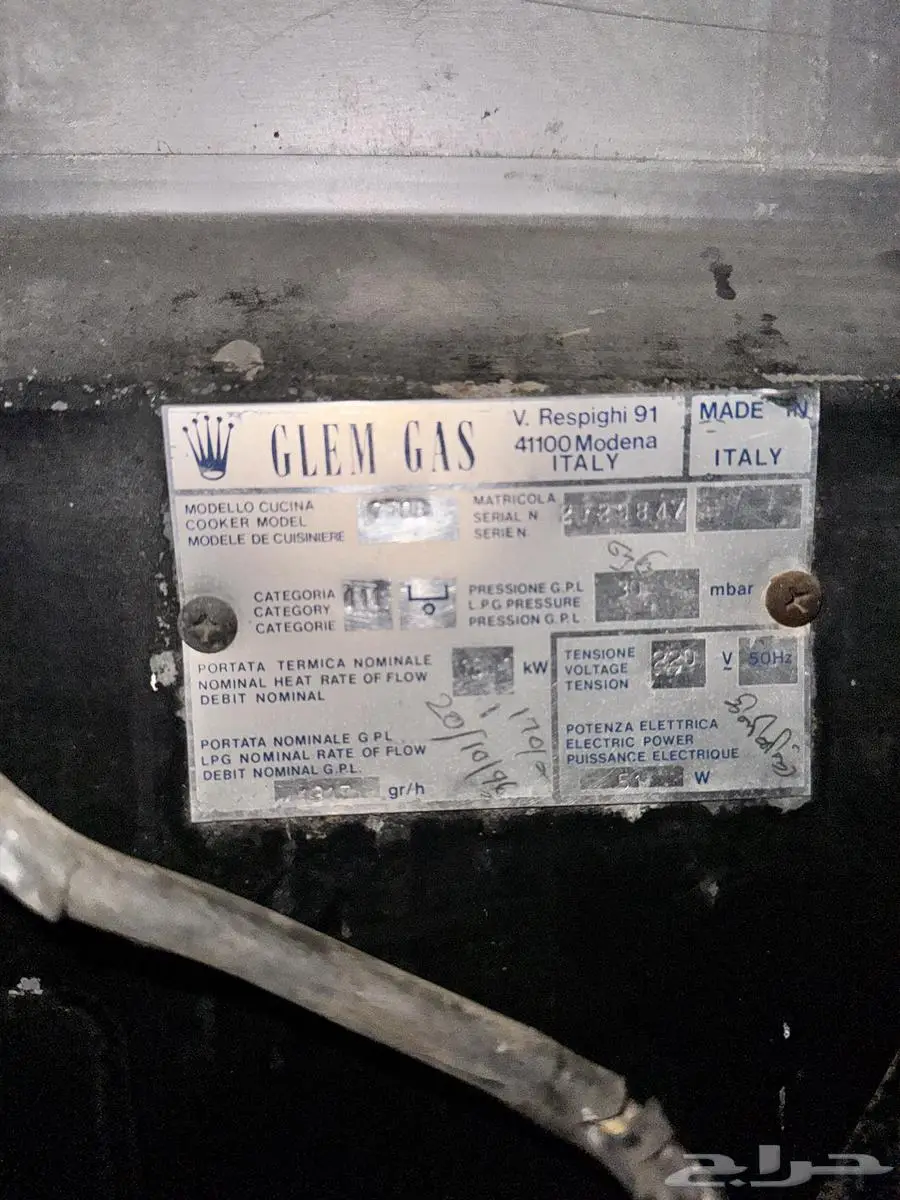 GLEM GAS
V. Respighi 91
41100 Modena
ITALY
MADE IN
ITALY
MODELLO CUCINA
COOKER MODEL
MODELE DE CUISINIERE
MATRICOLA
SERIAL N
SERIE N.
CATEGORIA
CATEGORY
CATEGORIE
III
PRESSIONE G.P.L
L.P.G PRESSURE
PRESSION G.P.L.
30
mbar
PORTATA TERMICA NOMINALE
NOMINAL HEAT RATE OF FLOW
DEBIT NOMINAL
kW
TENSIONE
VOLTAGE
TENSION
220
V
50Hz
PORTATA NOMINALE G.P.L
LPG NOMINAL RATE OF FLOW
DEBIT NOMINAL G.P.L.
gr/h
POTENZA ELETTRICA
ELECTRIC POWER
PUISSANCE ELECTRIQUE
W
حراج